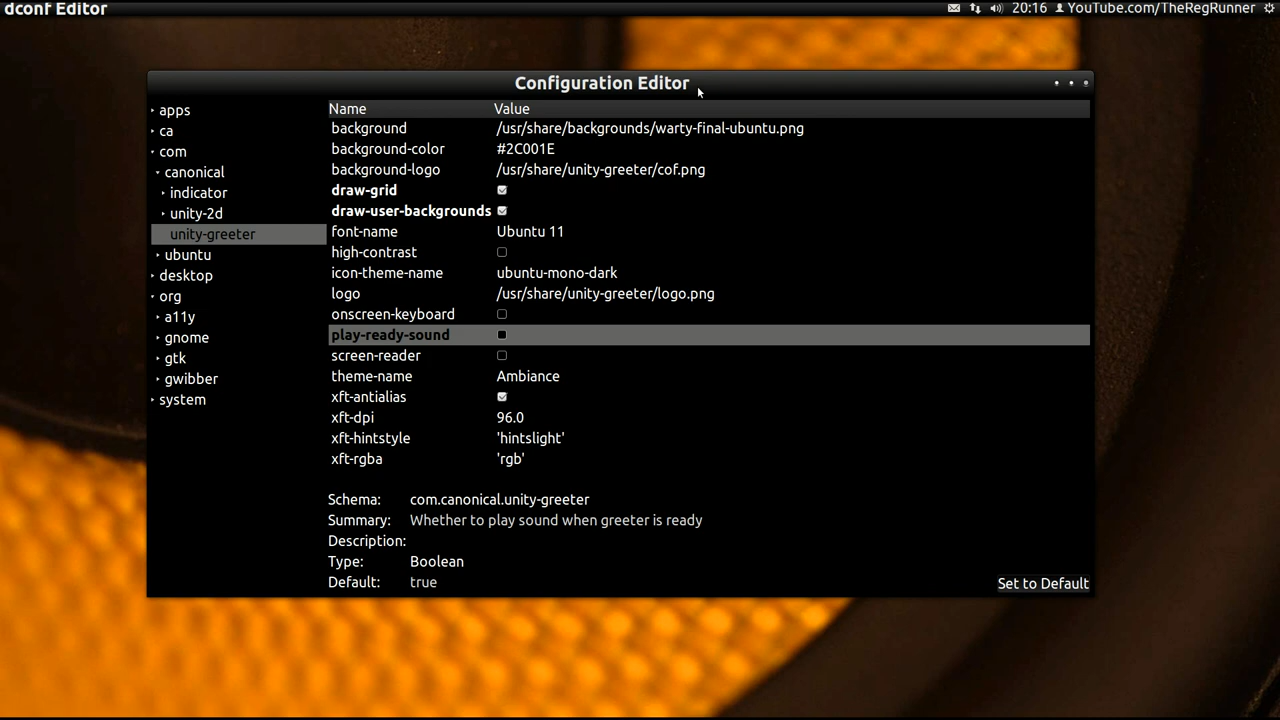 dconf Editor
20:16 YouTube.com/TheRegRunner
Configuration Editor
apps
ca
com
canonical
indicator
unity-2d
unity-greeter
ubuntu
desktop
org
a11y
gnome
gtk
gwibber
system
Name Value
background /usr/share/backgrounds/warty-final-ubuntu.png
background-color #2C001E
background-logo /usr/share/unity-greeter/cof.png
draw-grid
draw-user-backgrounds
font-name Ubuntu 11
high-contrast
icon-theme-name ubuntu-mono-dark
logo /usr/share/unity-greeter/logo.png
onscreen-keyboard
play-ready-sound
screen-reader
theme-name Ambiance
xft-antialias
xft-dpi 96.0
xft-hintstyle 'hintslight'
xft-rgba 'rgb'
Schema: com.canonical.unity-greeter
Summary: Whether to play sound when greeter is ready
Description:
Type: Boolean
Default: true
Set to Default